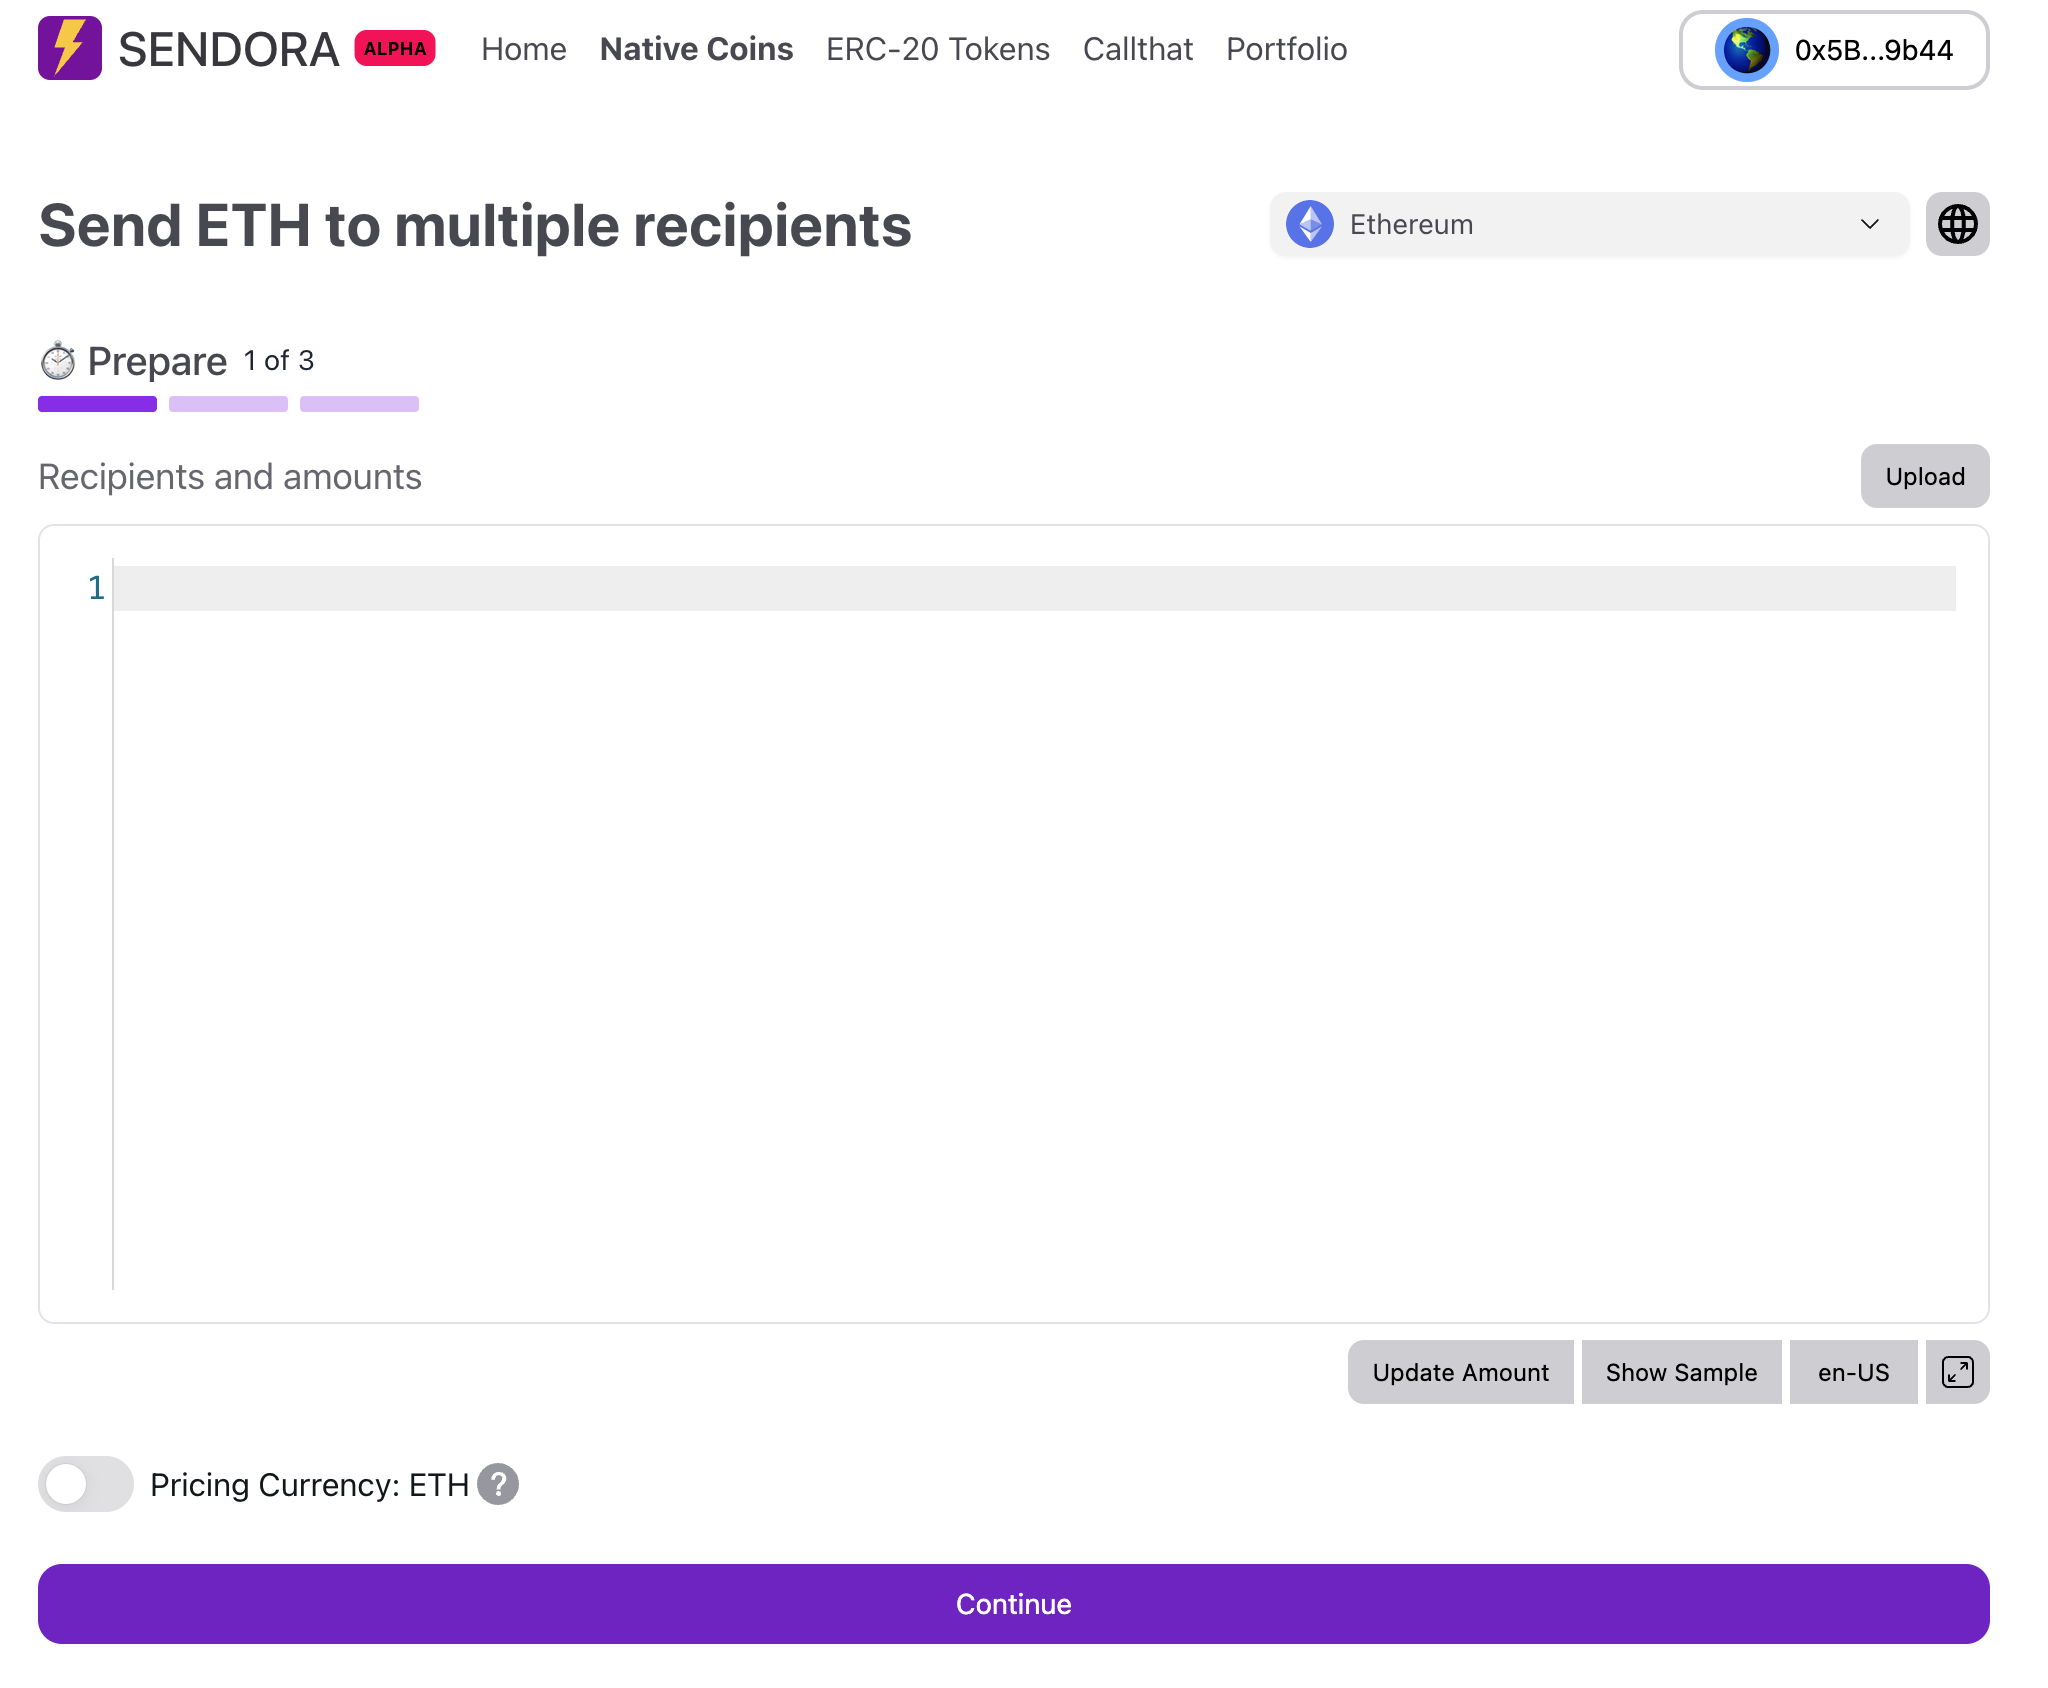 SENDORA ALPHA Home Native Coins ERC-20 Tokens Callthat Portfolio 0x5B...9b44
Send ETH to multiple recipients Ethereum
Prepare 1 of 3
Recipients and amounts Upload
1
Update Amount Show Sample en-US
Pricing Currency: ETH ?
Continue